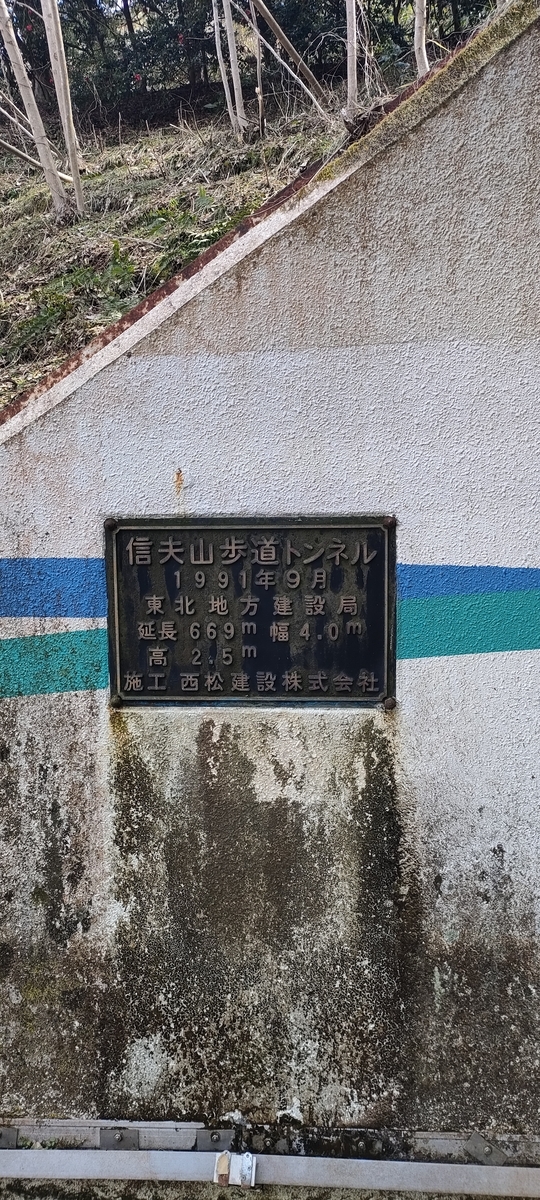 信夫山歩道トンネル
1991年9月
東北地方建設局
延長 669m 幅 4.0m
高 2.5m
施工 西松建設株式会社